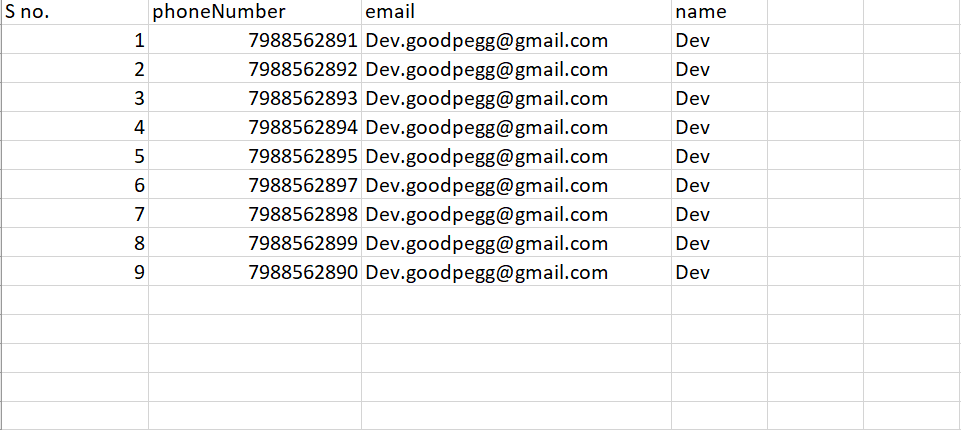 S no. phoneNumber email name
1 7988562891 Dev.goodpegg@gmail.com Dev
2 7988562892 Dev.goodpegg@gmail.com Dev
3 7988562893 Dev.goodpegg@gmail.com Dev
4 7988562894 Dev.goodpegg@gmail.com Dev
5 7988562895 Dev.goodpegg@gmail.com Dev
6 7988562897 Dev.goodpegg@gmail.com Dev
7 7988562898 Dev.goodpegg@gmail.com Dev
8 7988562899 Dev.goodpegg@gmail.com Dev
9 7988562890 Dev.goodpegg@gmail.com Dev